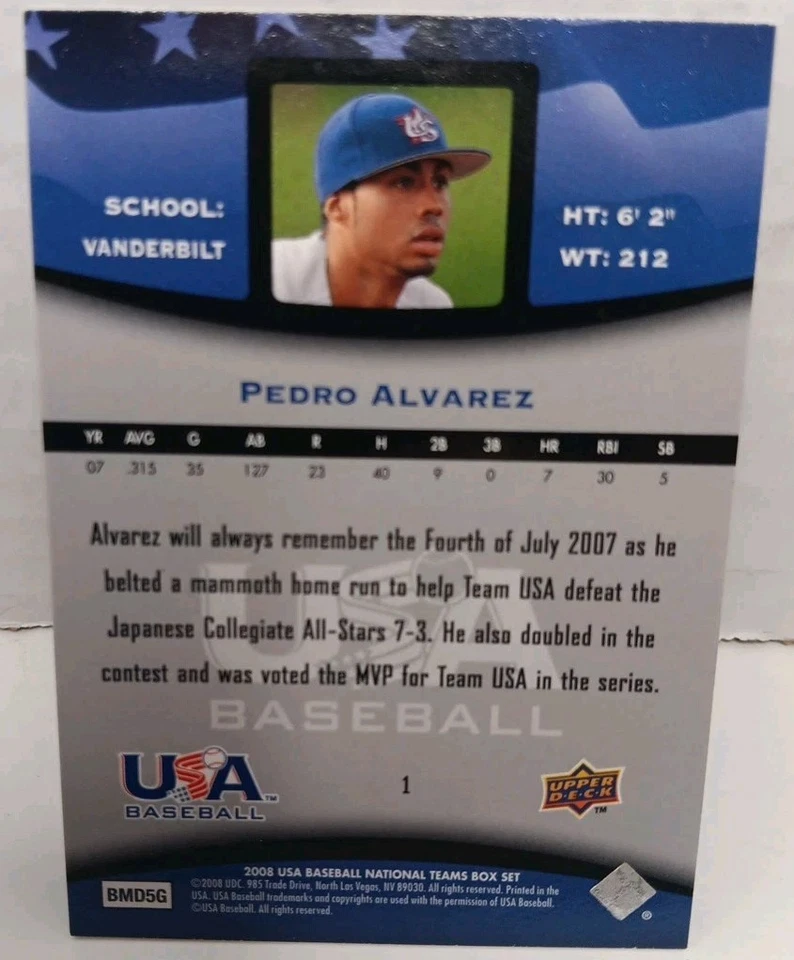 US
SCHOOL:
VANDERBILT
HT: 6' 2"
WT: 212
PEDRO ALVAREZ
YR AVG G AB R H 2B 3B HR RBI SB
07 .315 35 127 23 40 9 0 7 30 5
Alvarez will always remember the Fourth of July 2007 as he
belted a mammoth home run to help Team USA defeat the
Japanese Collegiate All-Stars 7-3. He also doubled in the
contest and was voted the MVP for Team USA in the series.
USA
BASEBALL
USA
BASEBALL™
1
UPPER
D·E·C·K
™
2008 USA BASEBALL NATIONAL TEAMS BOX SET
BMD5G
©2008 UDC. 985 Trade Drive, North Las Vegas, NV 89030. All rights reserved. Printed in the
USA. USA Baseball trademarks and copyrights are used with the permission of USA Baseball.
©USA Baseball. All rights reserved.
®